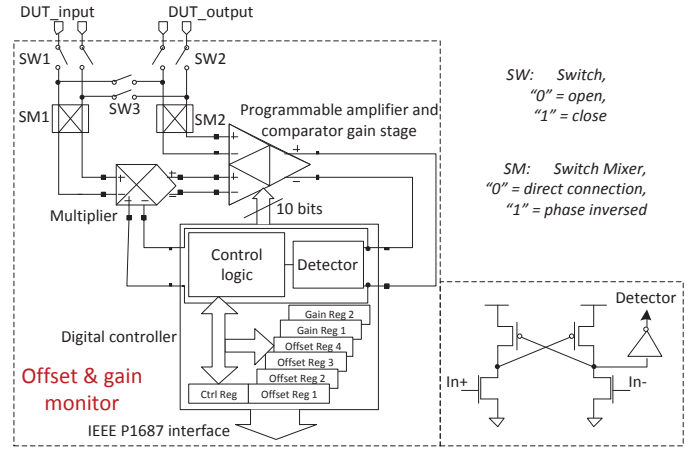 DUT_input
DUT_output
SW1
SW2
SW3
SM1
SM2
Programmable amplifier and
comparator gain stage
Multiplier
10 bits
Control
logic
Detector
Digital controller
Gain Reg 2
Gain Reg 1
Offset Reg 4
Offset Reg 3
Offset Reg 2
Ctrl Reg
Offset Reg 1
Offset & gain
monitor
IEEE P1687 interface
SW: Switch,
“0” = open,
“1” = close
SM: Switch Mixer,
“0” = direct connection,
“1” = phase inversed
Detector
In+
In-